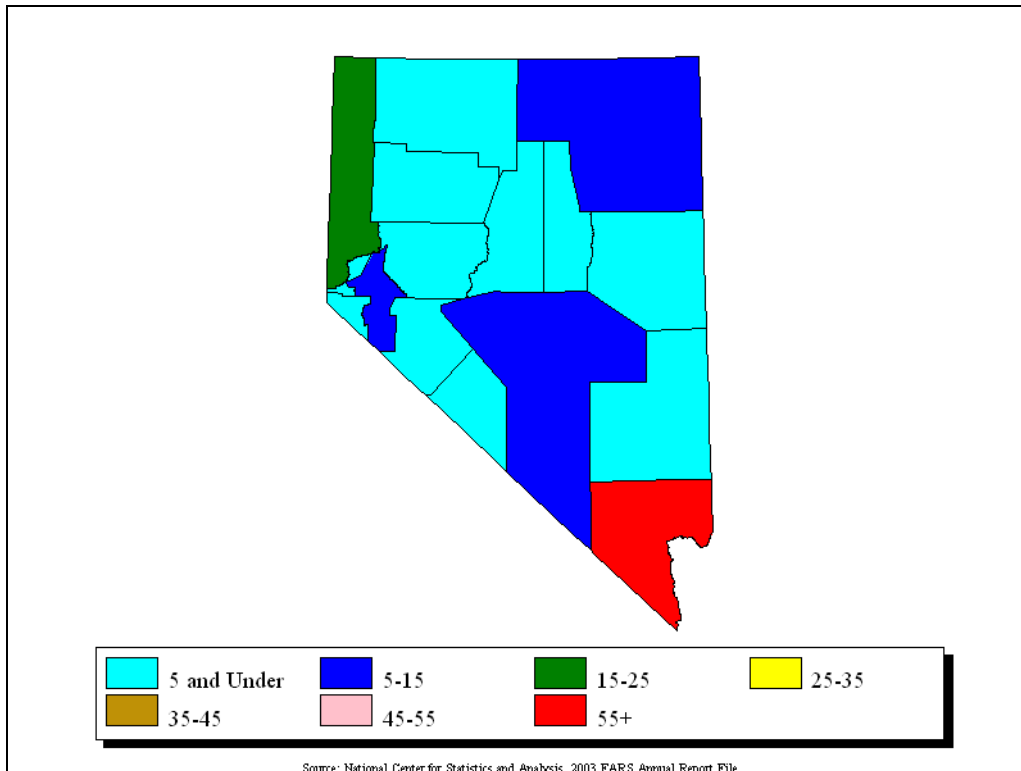 5 and Under 5-15 15-25 25-35
35-45 45-55 55+
Source: National Center for Statistics and Analysis, 2003 FARS Annual Report File